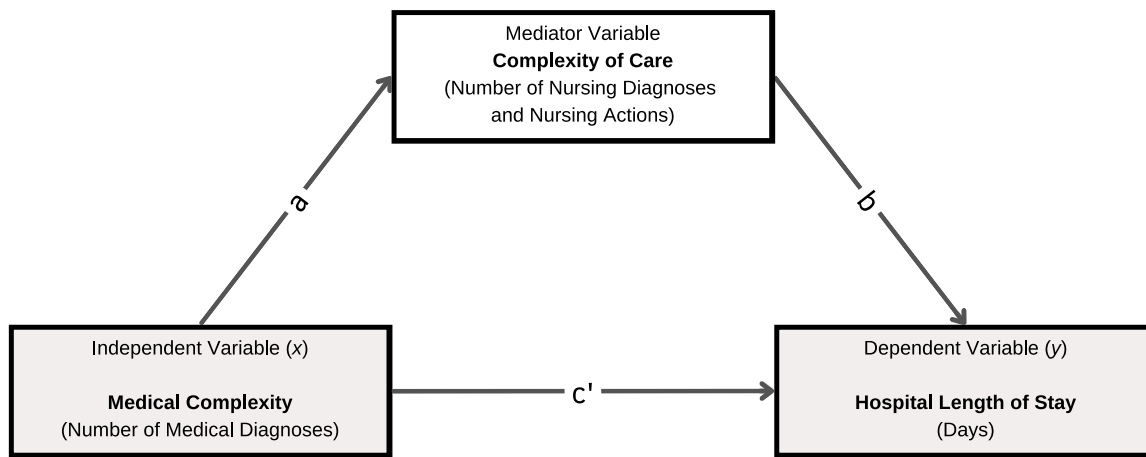 Mediator Variable
Complexity of Care
(Number of Nursing Diagnoses
and Nursing Actions)
a
b
Independent Variable (x)
Medical Complexity
(Number of Medical Diagnoses)
c'
Dependent Variable (y)
Hospital Length of Stay
(Days)